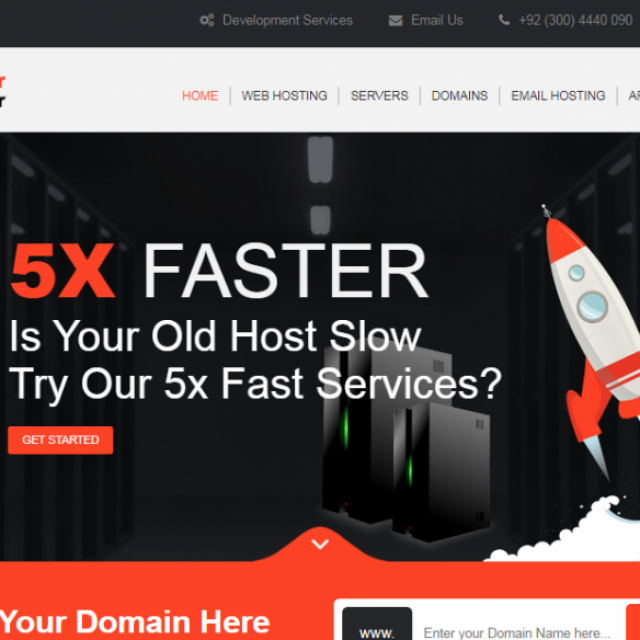 Development Services Email Us +92 (300) 4440 090
HOME WEB HOSTING SERVERS DOMAINS EMAIL HOSTING
5X FASTER
Is Your Old Host Slow
Try Our 5x Fast Services?
GET STARTED
Your Domain Here
www. Enter your Domain Name here...